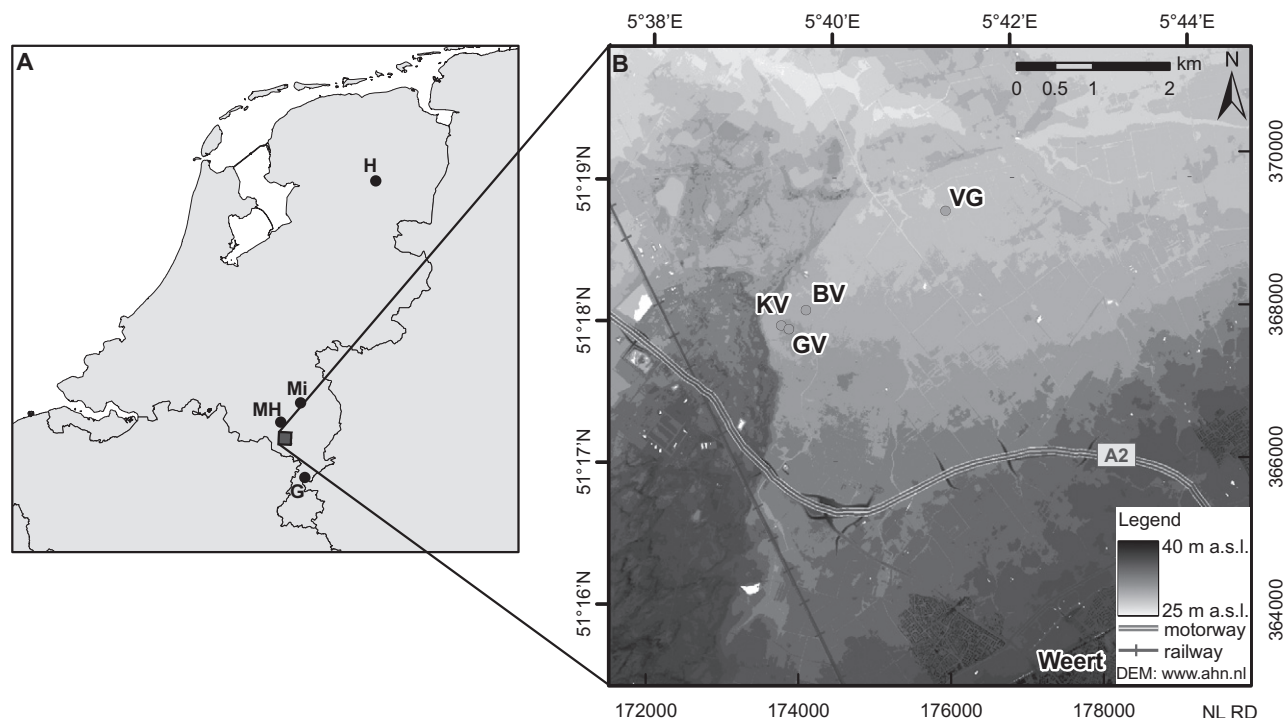 A
H
Mi
MH
G
5°38'E 5°40'E 5°42'E 5°44'E
B
km
0 0.5 1 2
N
51°19'N
51°18'N
51°17'N
51°16'N
VG
KV
BV
GV
A2
Weert
Legend
40 m a.s.l.
25 m a.s.l.
motorway
railway
DEM: www.ahn.nl
370000
368000
366000
364000
172000 174000 176000 178000 NL RD